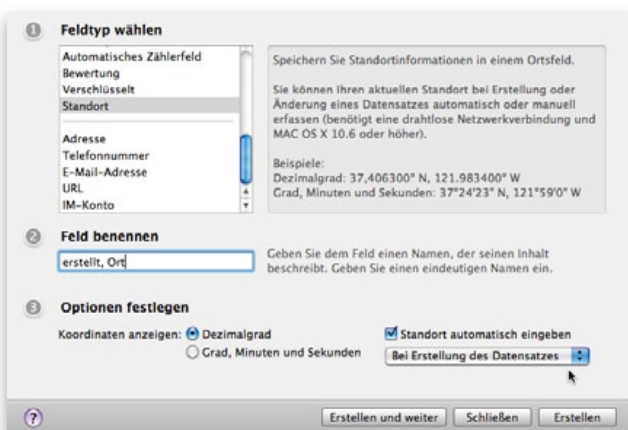 1 Feldtyp wählen
Automatisches Zählerfeld
Bewertung
Verschlüsselt
Standort
Adresse
Telefonnummer
E-Mail-Adresse
URL
IM-Konto
Speichern Sie Standortinformationen in einem Ortsfeld.
Sie können Ihren aktuellen Standort bei Erstellung oder
Änderung eines Datensatzes automatisch oder manuell
erfassen (benötigt eine drahtlose Netzwerkverbindung und
MAC OS X 10.6 oder höher).
Beispiele:
Dezimalgrad: 37,406300° N, 121.983400° W
Grad, Minuten und Sekunden: 37°24'23" N, 121°59'0" W
2 Feld benennen
erstellt, Ort
Geben Sie dem Feld einen Namen, der seinen Inhalt
beschreibt. Geben Sie einen eindeutigen Namen ein.
3 Optionen festlegen
Koordinaten anzeigen: Dezimalgrad
Grad, Minuten und Sekunden
Standort automatisch eingeben
Bei Erstellung des Datensatzes
? Erstellen und weiter Schließen Erstellen